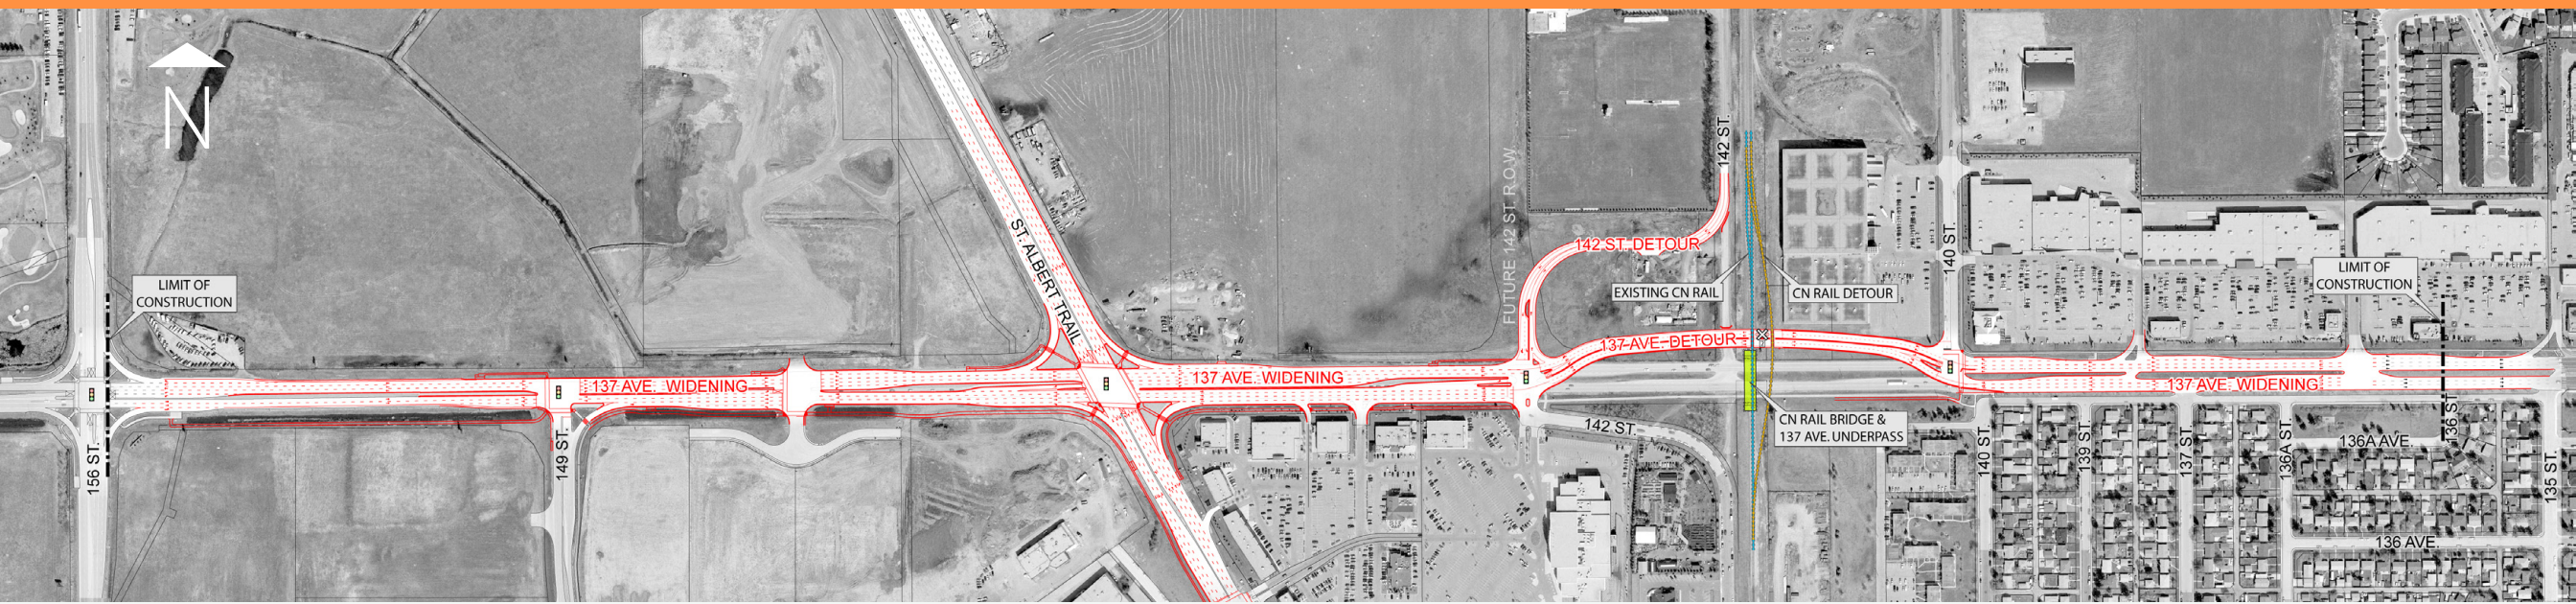 N
LIMIT OF
CONSTRUCTION
156 ST.
149 ST.
137 AVE. WIDENING
ST. ALBERT TRAIL
137 AVE. WIDENING
FUTURE 142 ST. R.O.W.
142 ST. DETOUR
142 ST.
EXISTING CN RAIL
CN RAIL DETOUR
137 AVE. DETOUR
142 ST.
CN RAIL BRIDGE &
137 AVE. UNDERPASS
140 ST.
LIMIT OF
CONSTRUCTION
137 AVE. WIDENING
140 ST.
139 ST.
137 ST.
136A ST.
136A AVE.
136 ST.
136 AVE.
135 ST.